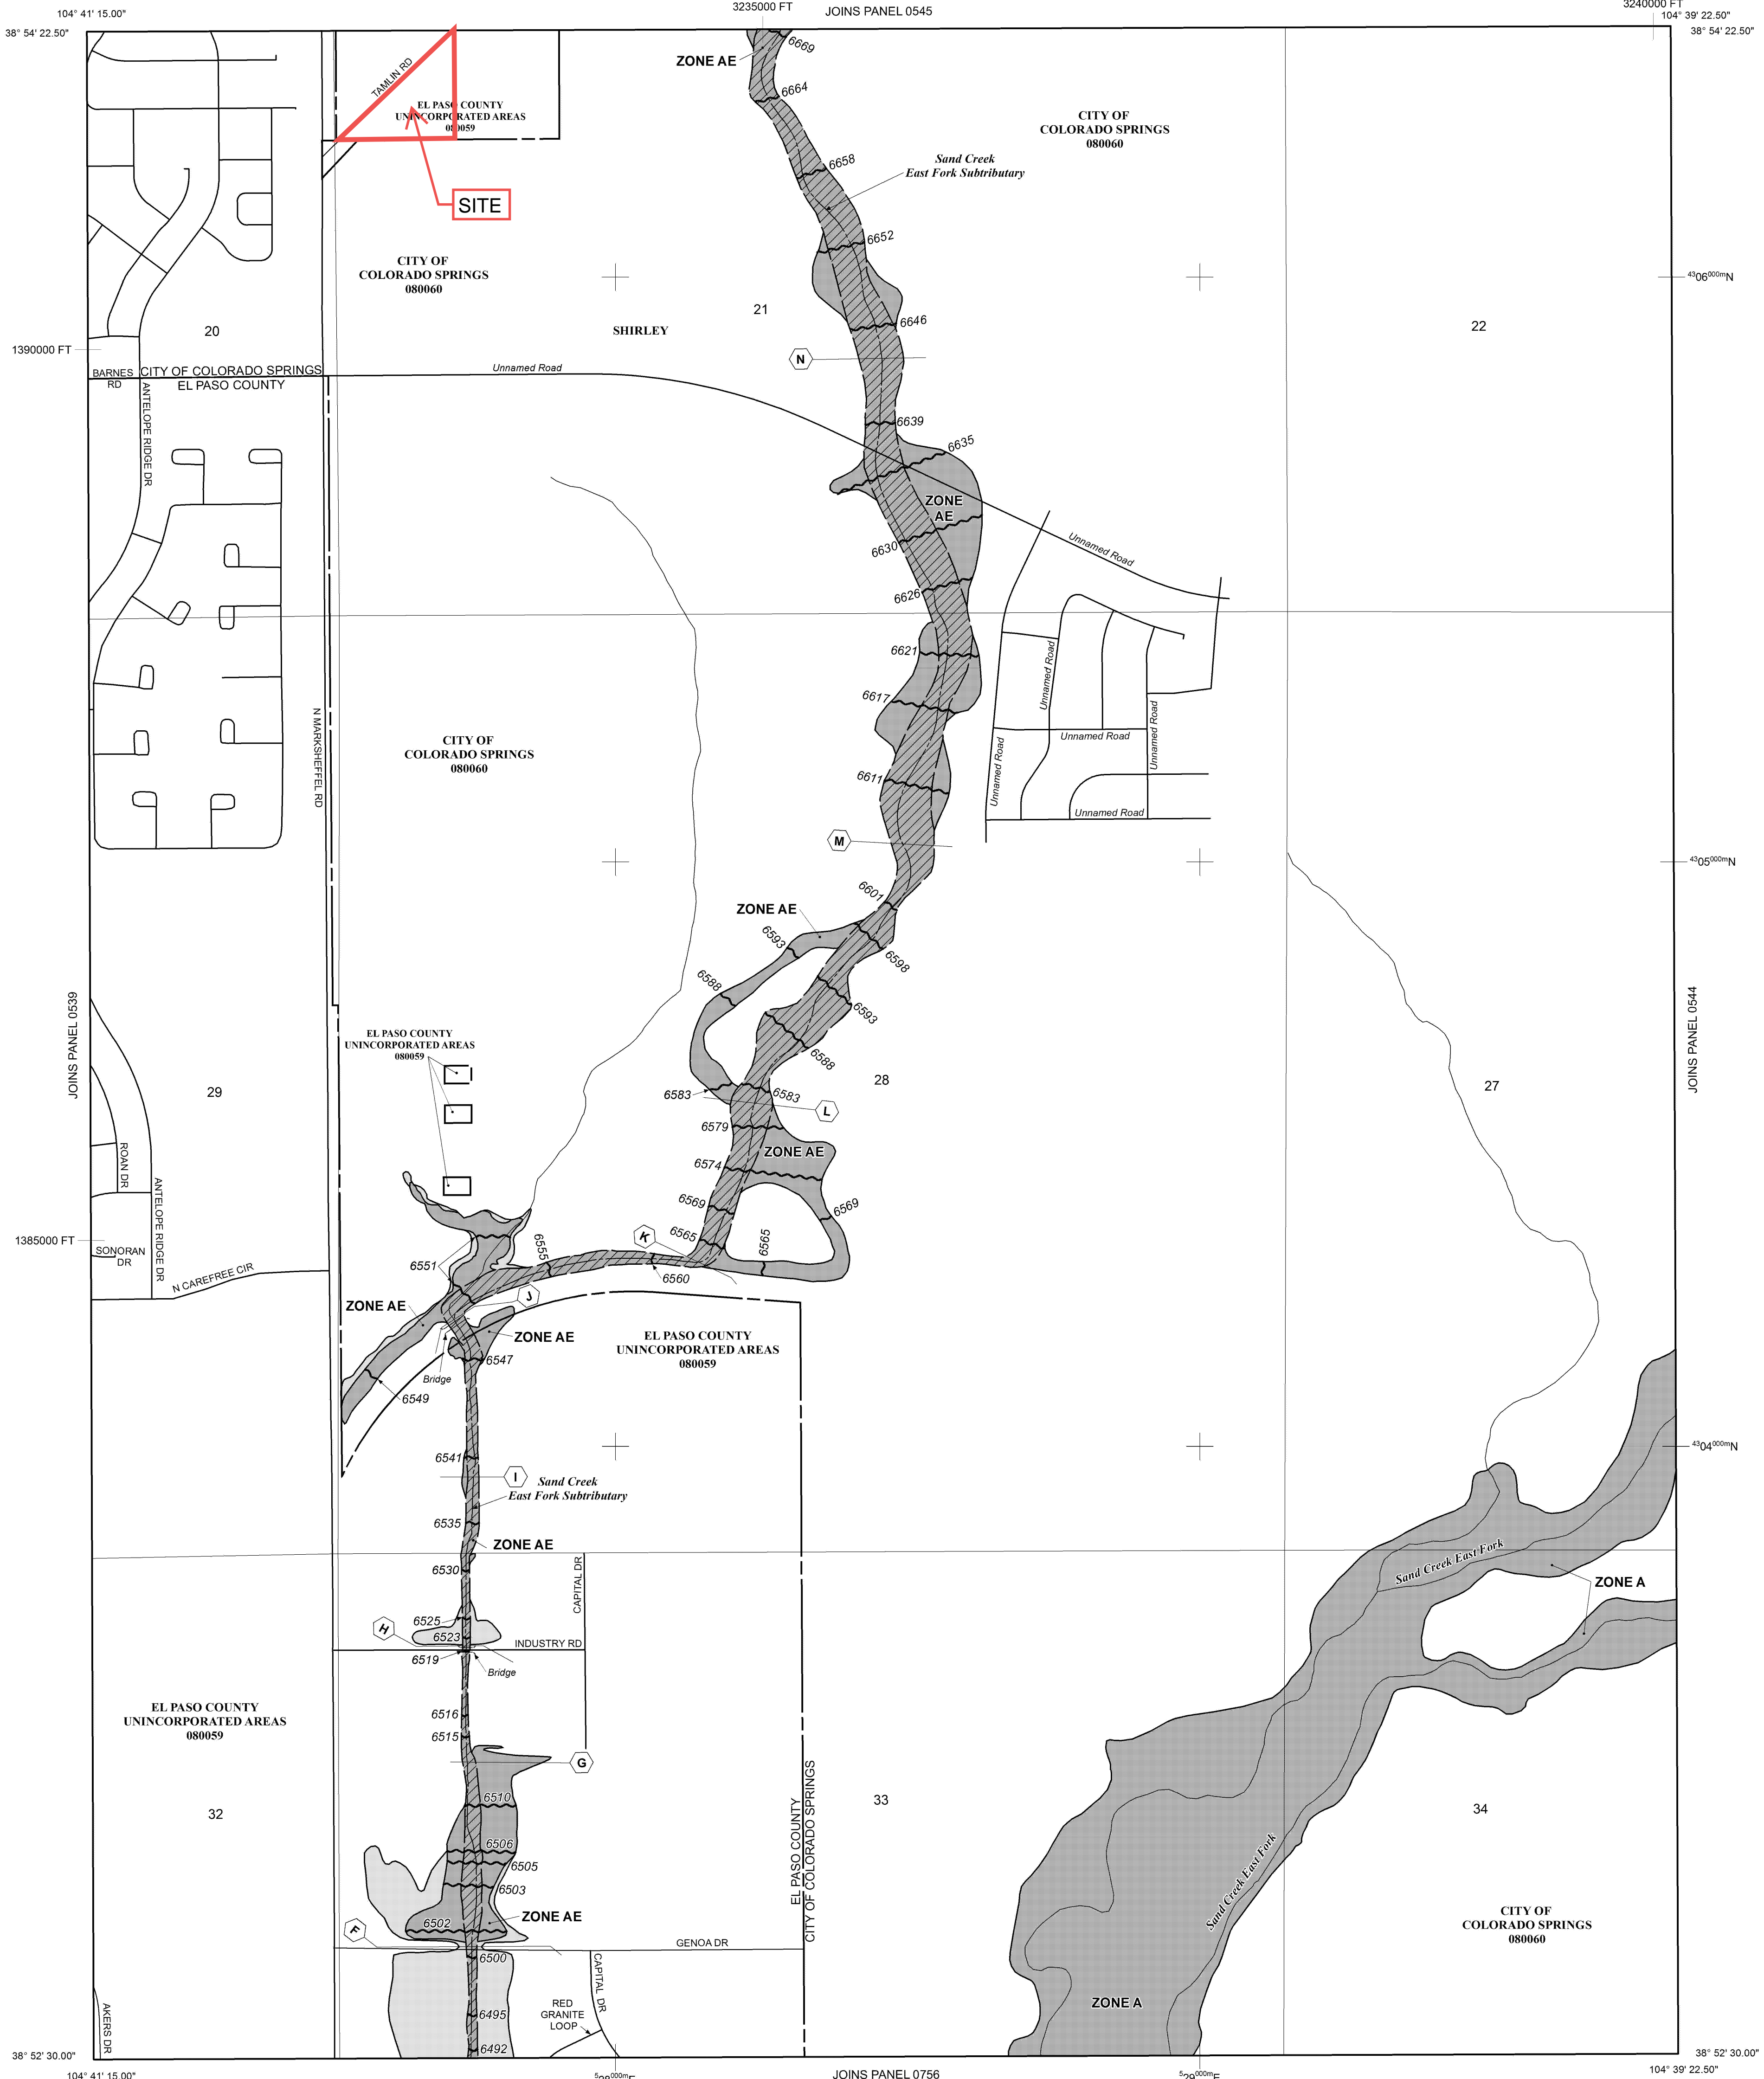 104° 41' 15.00"
3235000 FT
JOINS PANEL 0545
3240000 FT
104° 39' 22.50"
38° 54' 22.50"
38° 54' 22.50"
TAMLIN RD
EL PASO COUNTY
UNINCORPORATED AREAS
080059
SITE
ZONE AE
6669
6664
CITY OF
COLORADO SPRINGS
080060
6658
Sand Creek
East Fork Subtributary
6652
CITY OF
COLORADO SPRINGS
080060
4306000mN
20
21
22
SHIRLEY
6646
N
1390000 FT
BARNES
RD
CITY OF COLORADO SPRINGS
EL PASO COUNTY
Unnamed Road
ANTELOPE RIDGE DR
6639
6635
ZONE
AE
6630
Unnamed Road
6626
6621
Unnamed Road
6617
N MARKSHEFFEL RD
CITY OF
COLORADO SPRINGS
080060
Unnamed Road
Unnamed Road
Unnamed Road
6611
Unnamed Road
M
4305000mN
6601
ZONE AE
6593
6598
6588
6593
JOINS PANEL 0539
JOINS PANEL 0544
EL PASO COUNTY
UNINCORPORATED AREAS
080059
6588
29
28
27
6583
6583
L
6579
ROAN DR
ANTELOPE RIDGE DR
ZONE AE
6574
6569
6569
K
6565
6565
1385000 FT
SONORAN
DR
N CAREFREE CIR
6555
6551
6560
J
ZONE AE
ZONE AE
EL PASO COUNTY
UNINCORPORATED AREAS
080059
6547
Bridge
6549
4304000mN
6541
I
Sand Creek
East Fork Subtributary
6535
ZONE AE
Sand Creek East Fork
6530
CAPITAL DR
ZONE A
6525
H
6523
INDUSTRY RD
6519
Bridge
EL PASO COUNTY
UNINCORPORATED AREAS
080059
6516
6515
G
6510
32
33
34
EL PASO COUNTY
CITY OF COLORADO SPRINGS
6506
6505
6503
Sand Creek East Fork
6502
ZONE AE
F
CITY OF
COLORADO SPRINGS
080060
GENOA DR
6500
CAPITAL DR
AKERS DR
RED
GRANITE
LOOP
6495
ZONE A
6492
38° 52' 30.00"
38° 52' 30.00"
104° 41' 15.00"
528000mE
JOINS PANEL 0756
529000mE
104° 39' 22.50"